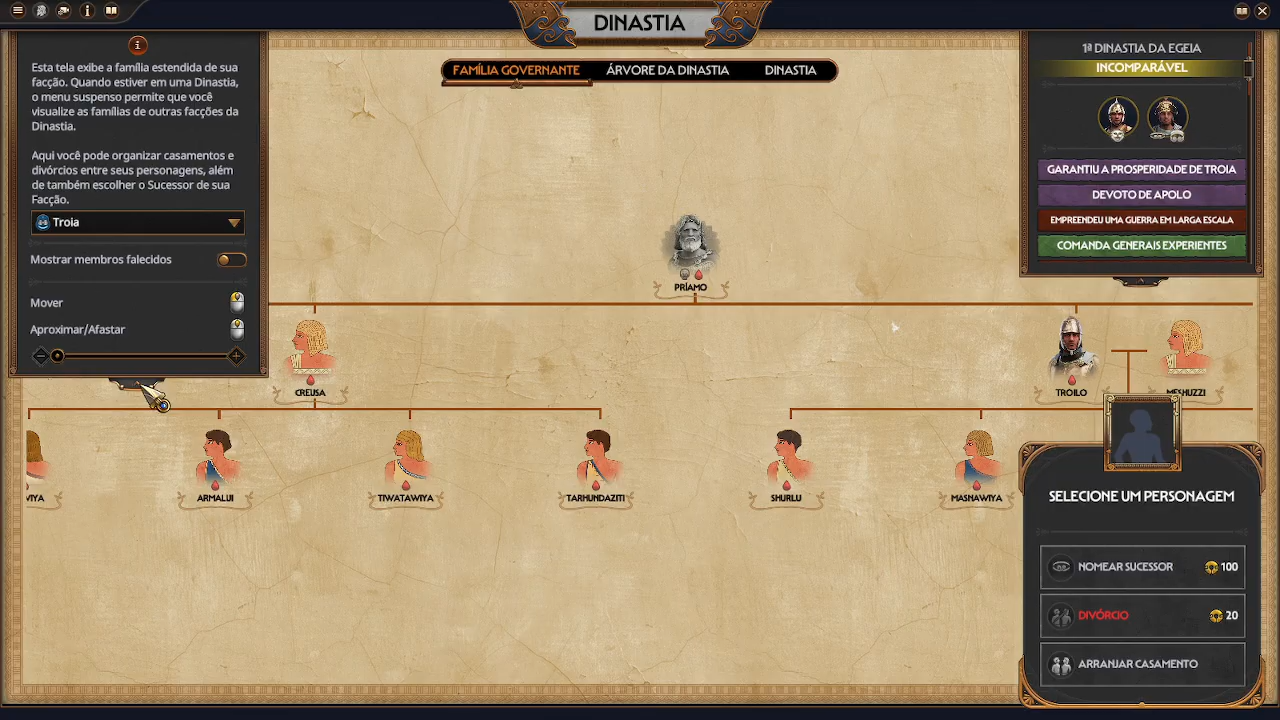 DINASTIA
FAMÍLIA GOVERNANTE
ÁRVORE DA DINASTIA
DINASTIA
Esta tela exibe a família estendida de sua
facção. Quando estiver em uma Dinastia,
o menu suspenso permite que você
visualize as famílias de outras facções da
Dinastia.
Aqui você pode organizar casamentos e
divórcios entre seus personagens, além
de também escolher o Sucessor de sua
Facção.
Troia
Mostrar membros falecidos
Mover
Aproximar/Afastar
1ª DINASTIA DA EGEIA
INCOMPARÁVEL
GARANTIU A PROSPERIDADE DE TROIA
DEVOTO DE APOLO
EMPREENDEU UMA GUERRA EM LARGA ESCALA
COMANDA GENERAIS EXPERIENTES
PRÍAMO
CREUSA
TROILO
MESHUZZI
IYA
ARMALUI
TIWATAWIYA
TARHUNDAZITI
SHURLU
MASNAWIYA
SELECIONE UM PERSONAGEM
NOMEAR SUCESSOR 100
DIVÓRCIO 20
ARRANJAR CASAMENTO